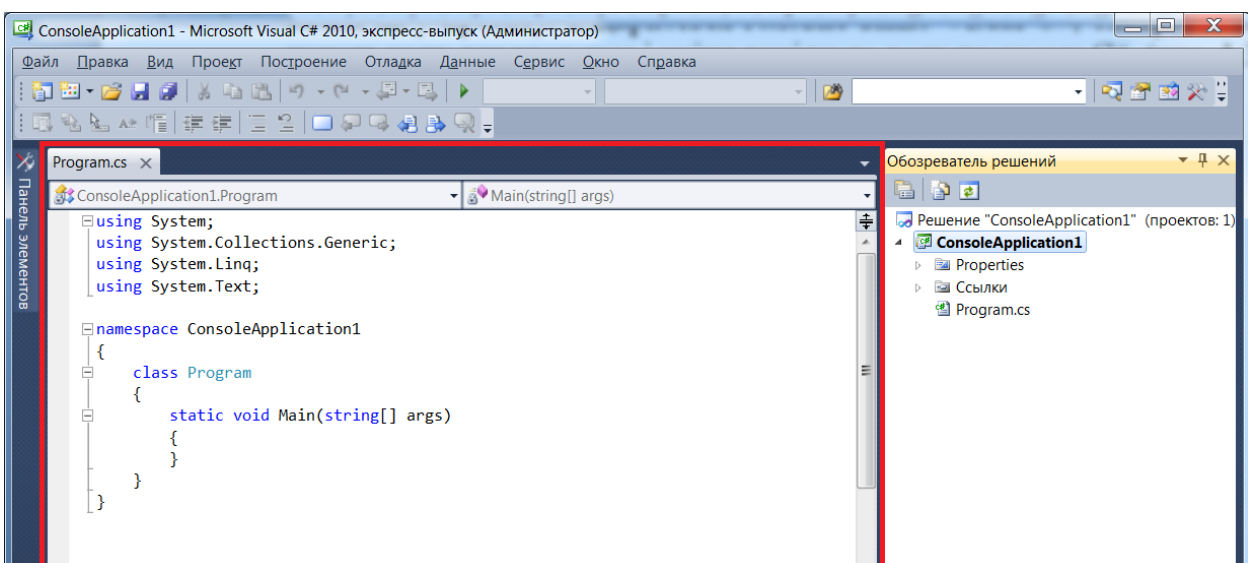 ConsoleApplication1 - Microsoft Visual C# 2010, экспресс-выпуск (Администратор)
Файл Правка Вид Проект Построение Отладка Данные Сервис Окно Справка
Панель элементов
Program.cs
ConsoleApplication1.Program
Main(string[] args)
using System;
using System.Collections.Generic;
using System.Linq;
using System.Text;
namespace ConsoleApplication1
{
class Program
{
static void Main(string[] args)
{
}
}
}
Обозреватель решений
Решение "ConsoleApplication1" (проектов: 1)
ConsoleApplication1
Properties
Ссылки
Program.cs